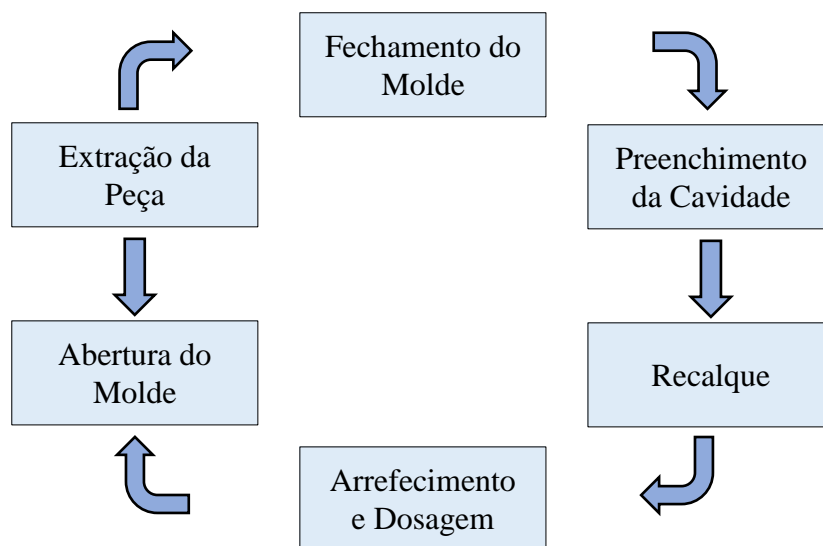 Fechamento do
Molde
Extração da
Peça
Preenchimento
da Cavidade
Abertura do
Molde
Recalque
Arrefecimento
e Dosagem